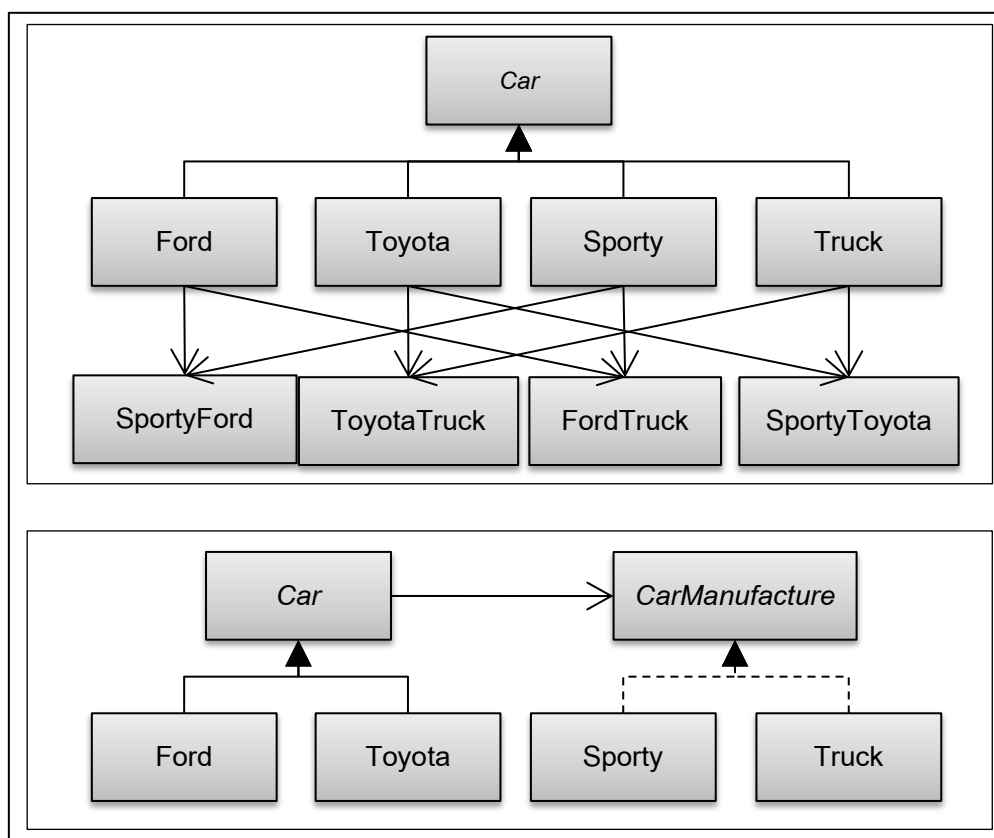 Car
Ford
Toyota
Sporty
Truck
SportyFord
ToyotaTruck
FordTruck
SportyToyota
Car
CarManufacture
Ford
Toyota
Sporty
Truck